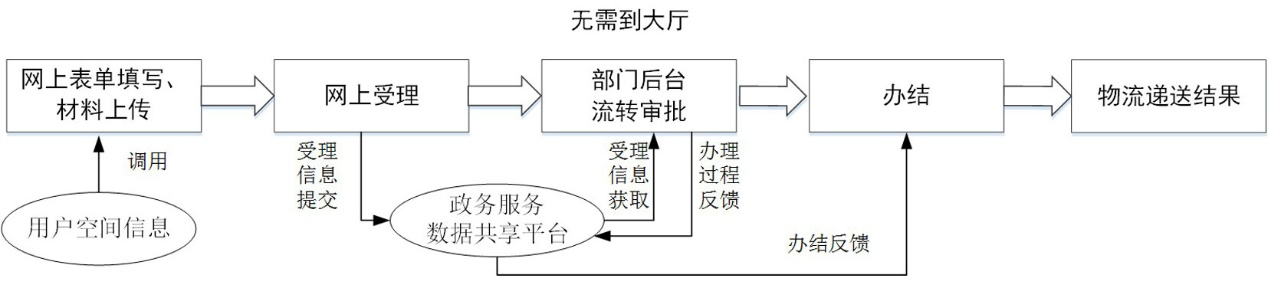 无需到大厅
网上表单填写、
材料上传
网上受理
部门后台
流转审批
办结
物流递送结果
调用
受理
信息
提交
受理
信息
获取
办理
过程
反馈
用户空间信息
政务服务
数据共享平台
办结反馈